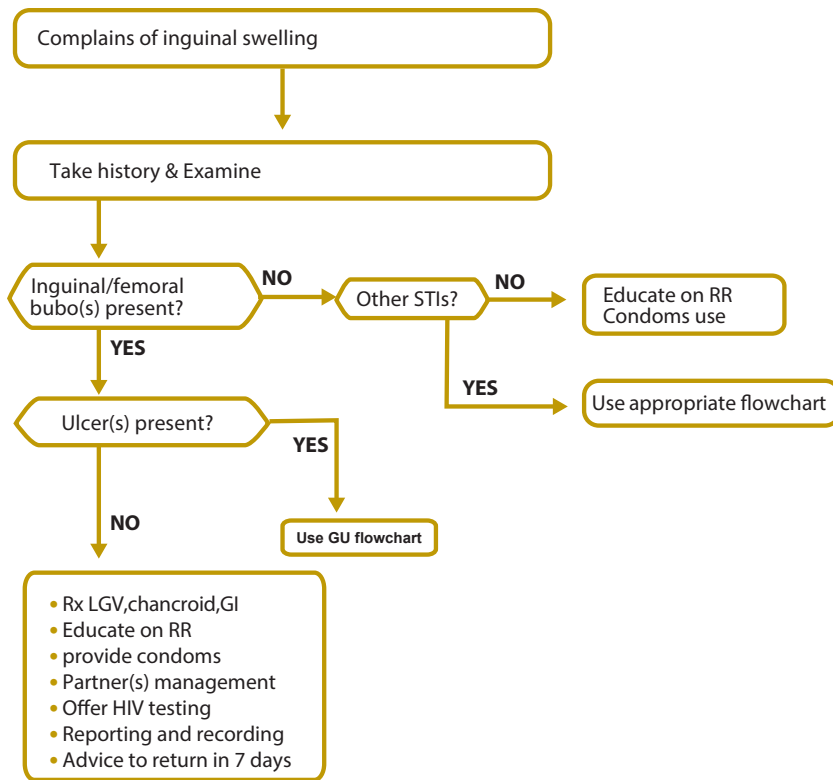 Complains of inguinal swelling
Take history & Examine
Inguinal/femoral
bubo(s) present?
NO
Other STIs?
NO
Educate on RR
Condoms use
YES
YES
Use appropriate flowchart
Ulcer(s) present?
YES
NO
Use GU flowchart
• Rx LGV,chancroid,GI
• Educate on RR
• provide condoms
• Partner(s) management
• Offer HIV testing
• Reporting and recording
• Advice to return in 7 days